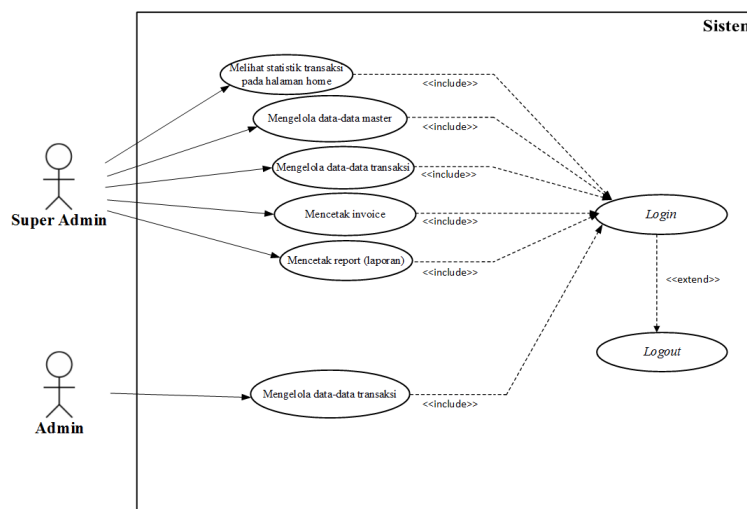 Sistem
Melihat statistik transaksi
pada halaman home
<<include>>
Mengelola data-data master
<<include>>
Mengelola data-data transaksi
<<include>>
Super Admin
Mencetak invoice
<<include>>
Login
Mencetak report (laporan)
<<include>>
<<extend>>
Logout
Admin
Mengelola data-data transaksi
<<include>>